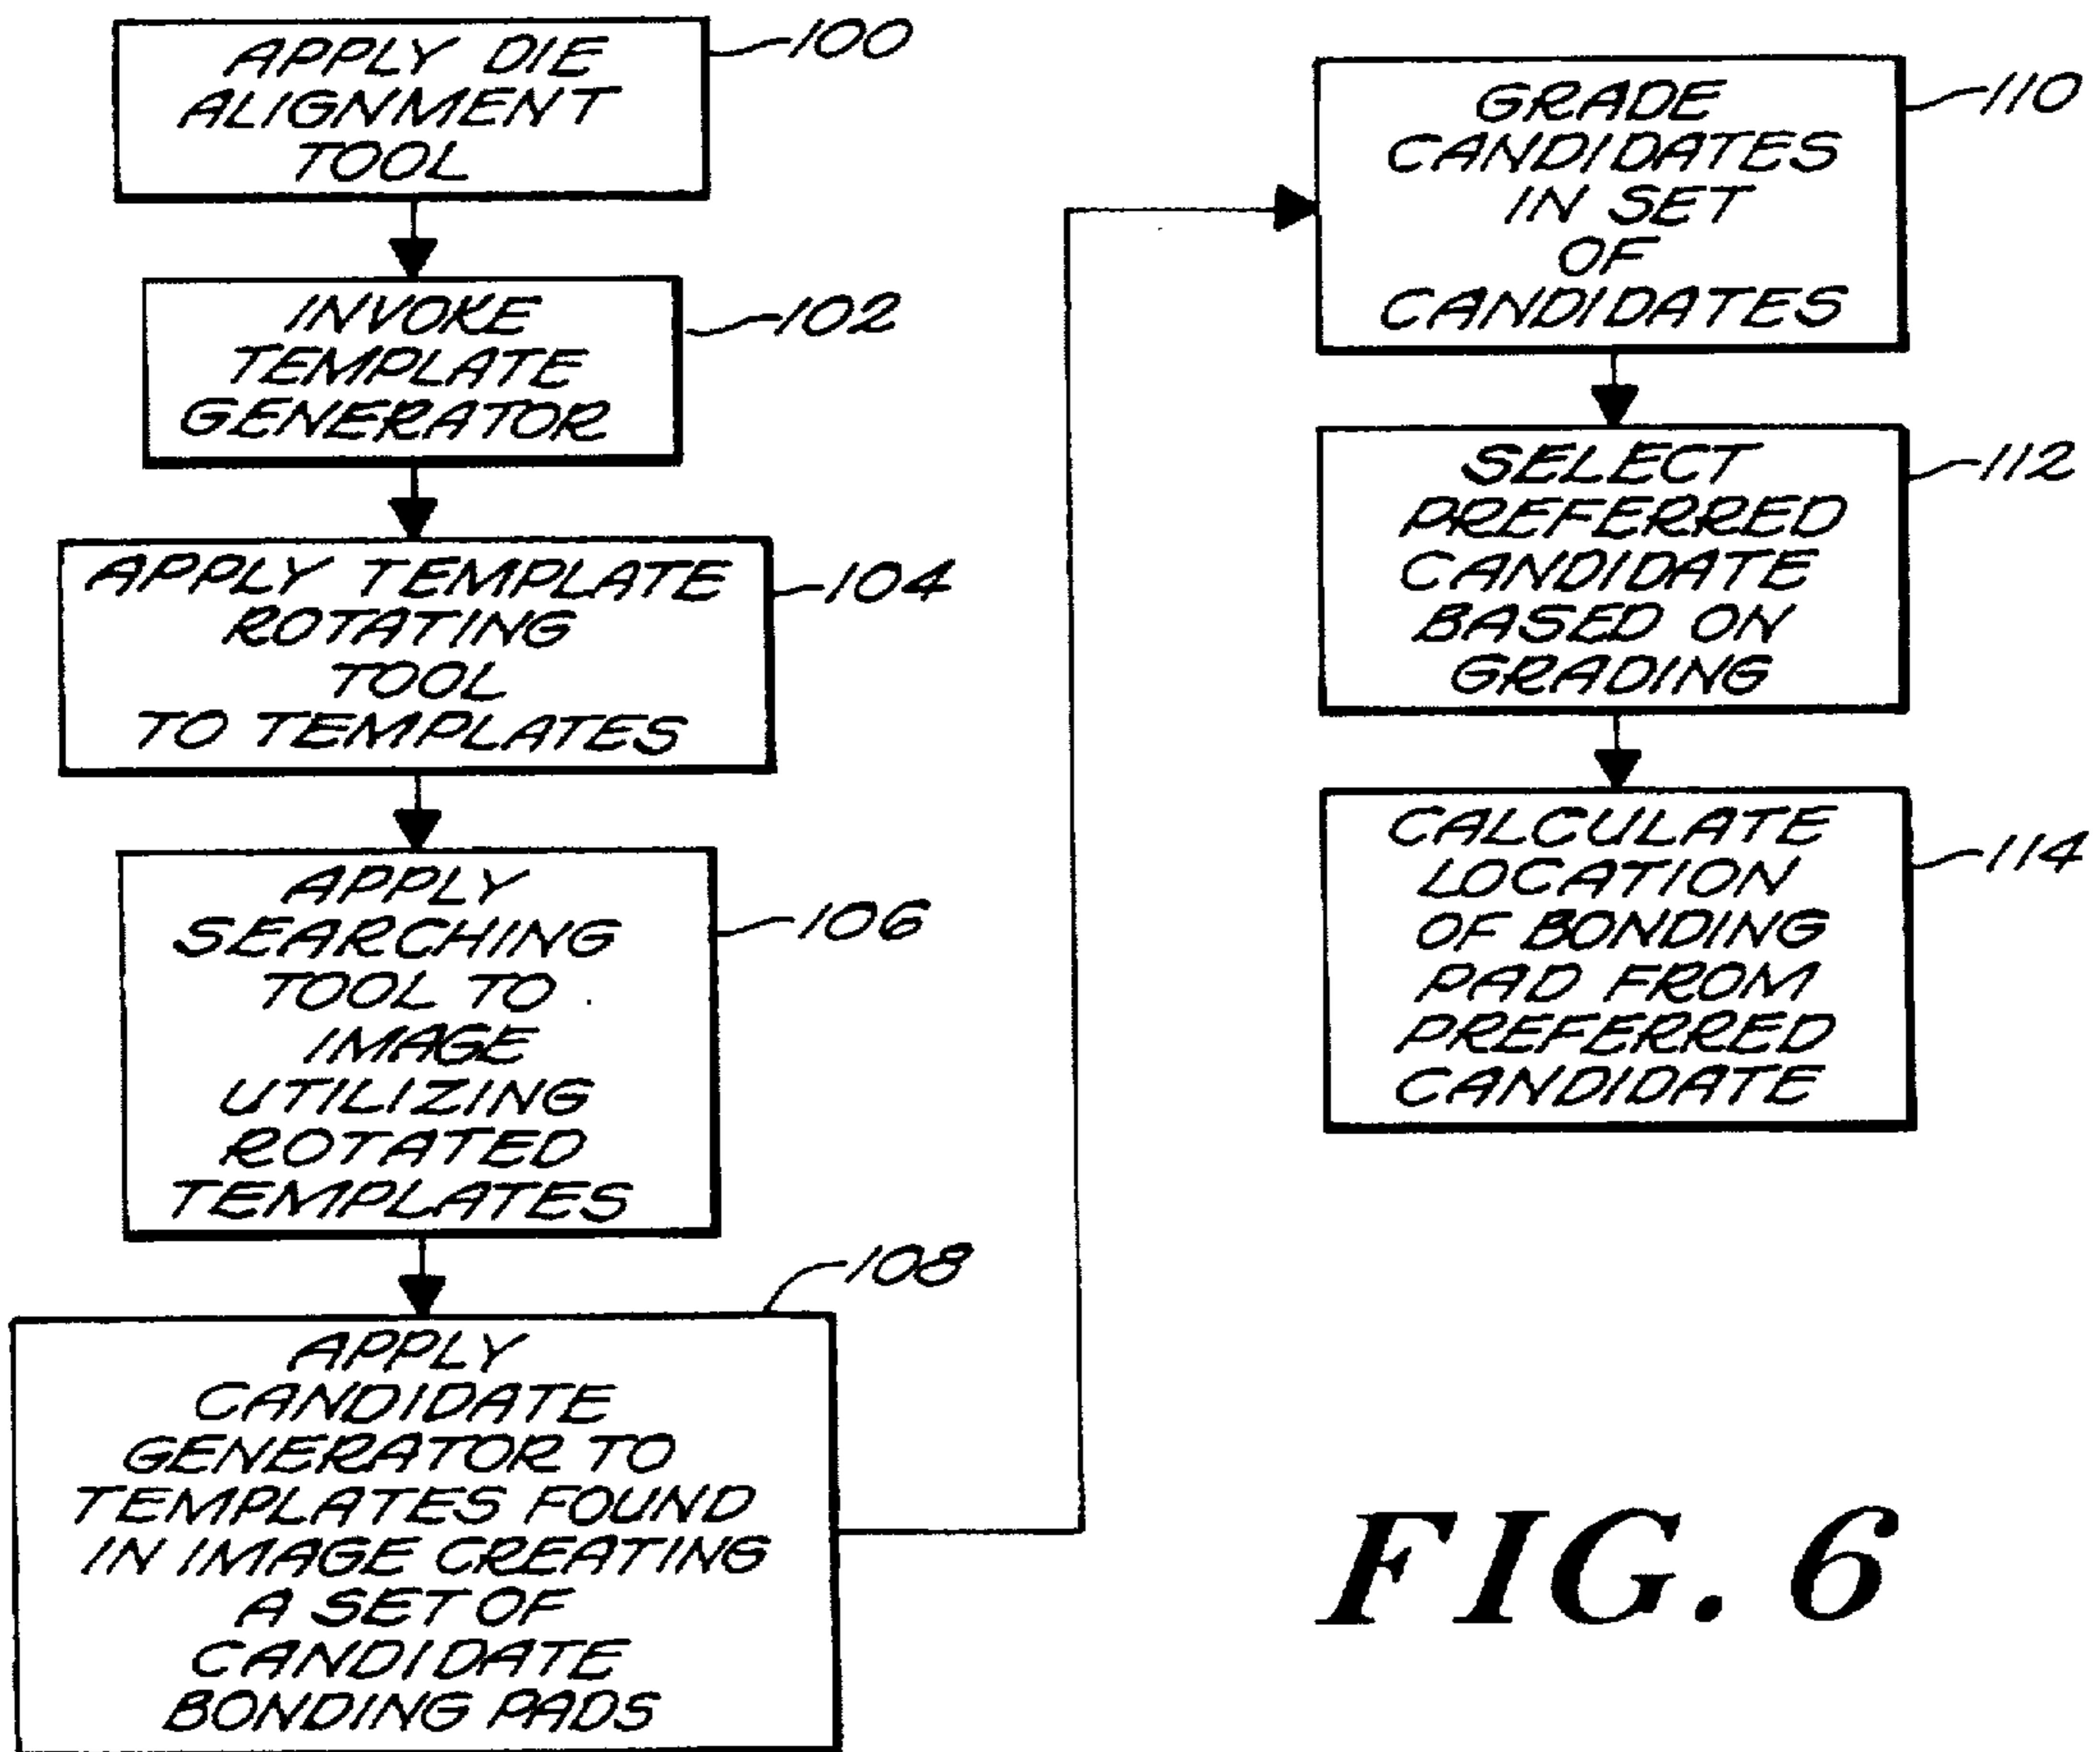 APPLY DIE
ALIGNMENT
TOOL
100
INVOKE
TEMPLATE
GENERATOR
102
APPLY TEMPLATE
ROTATING
TOOL
TO TEMPLATES
104
APPLY
SEARCHING
TOOL TO
IMAGE
UTILIZING
ROTATED
TEMPLATES
106
APPLY
CANDIDATE
GENERATOR TO
TEMPLATES FOUND
IN IMAGE CREATING
A SET OF
CANDIDATE
BONDING PADS
108
GRADE
CANDIDATES
IN SET
OF
CANDIDATES
110
SELECT
PREFERRED
CANDIDATE
BASED ON
GRADING
112
CALCULATE
LOCATION
OF BONDING
PAD FROM
PREFERRED
CANDIDATE
114
FIG. 6